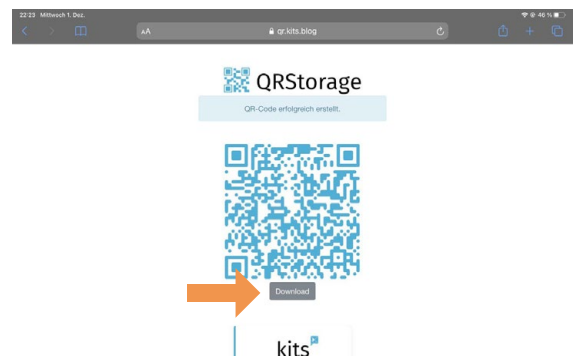 22:23 Mittwoch 1. Dez.
46 %
AA
qr.kits.blog
QRStorage
QR-Code erfolgreich erstellt.
Download
kits